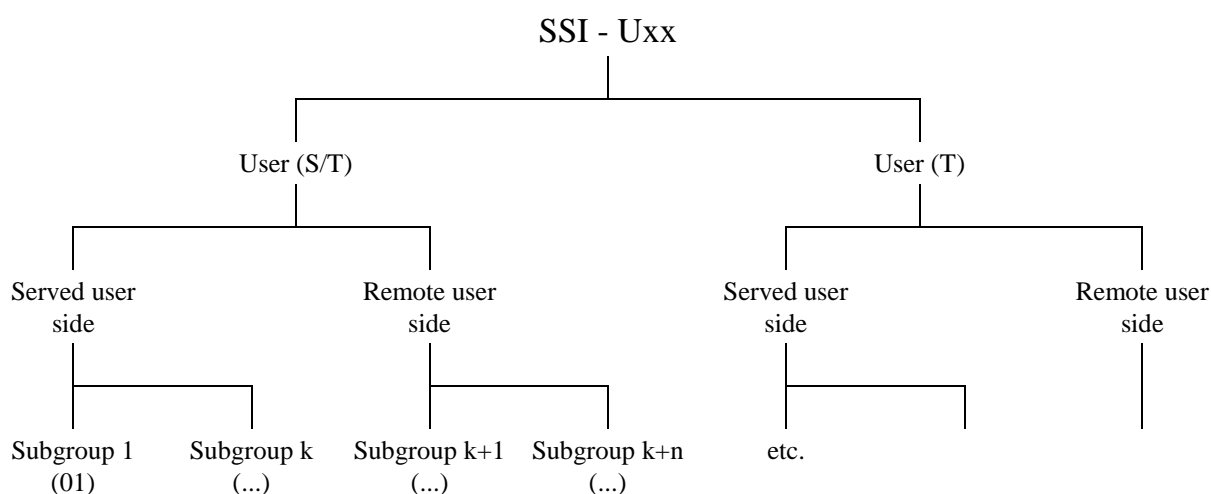 SSI - Uxx
User (S/T)
User (T)
Served user
side
Remote user
side
Served user
side
Remote user
side
Subgroup 1
(01)
Subgroup k
(...)
Subgroup k+1
(...)
Subgroup k+n
(...)
etc.